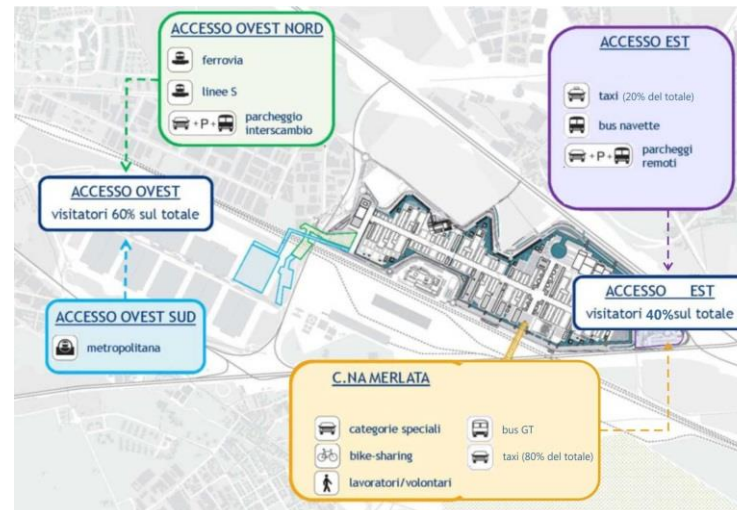 ACCESSO OVEST NORD
ferrovia
linee S
+P+ parcheggio
interscambio
ACCESSO OVEST
visitatori 60% sul totale
ACCESSO OVEST SUD
metropolitana
ACCESSO EST
taxi (20% del totale)
bus navette
+P+ parcheggi
remoti
ACCESSO EST
visitatori 40%sul totale
C.NA MERLATA
categorie speciali
bike-sharing
lavoratori/volontari
bus GT
taxi (80% del totale)